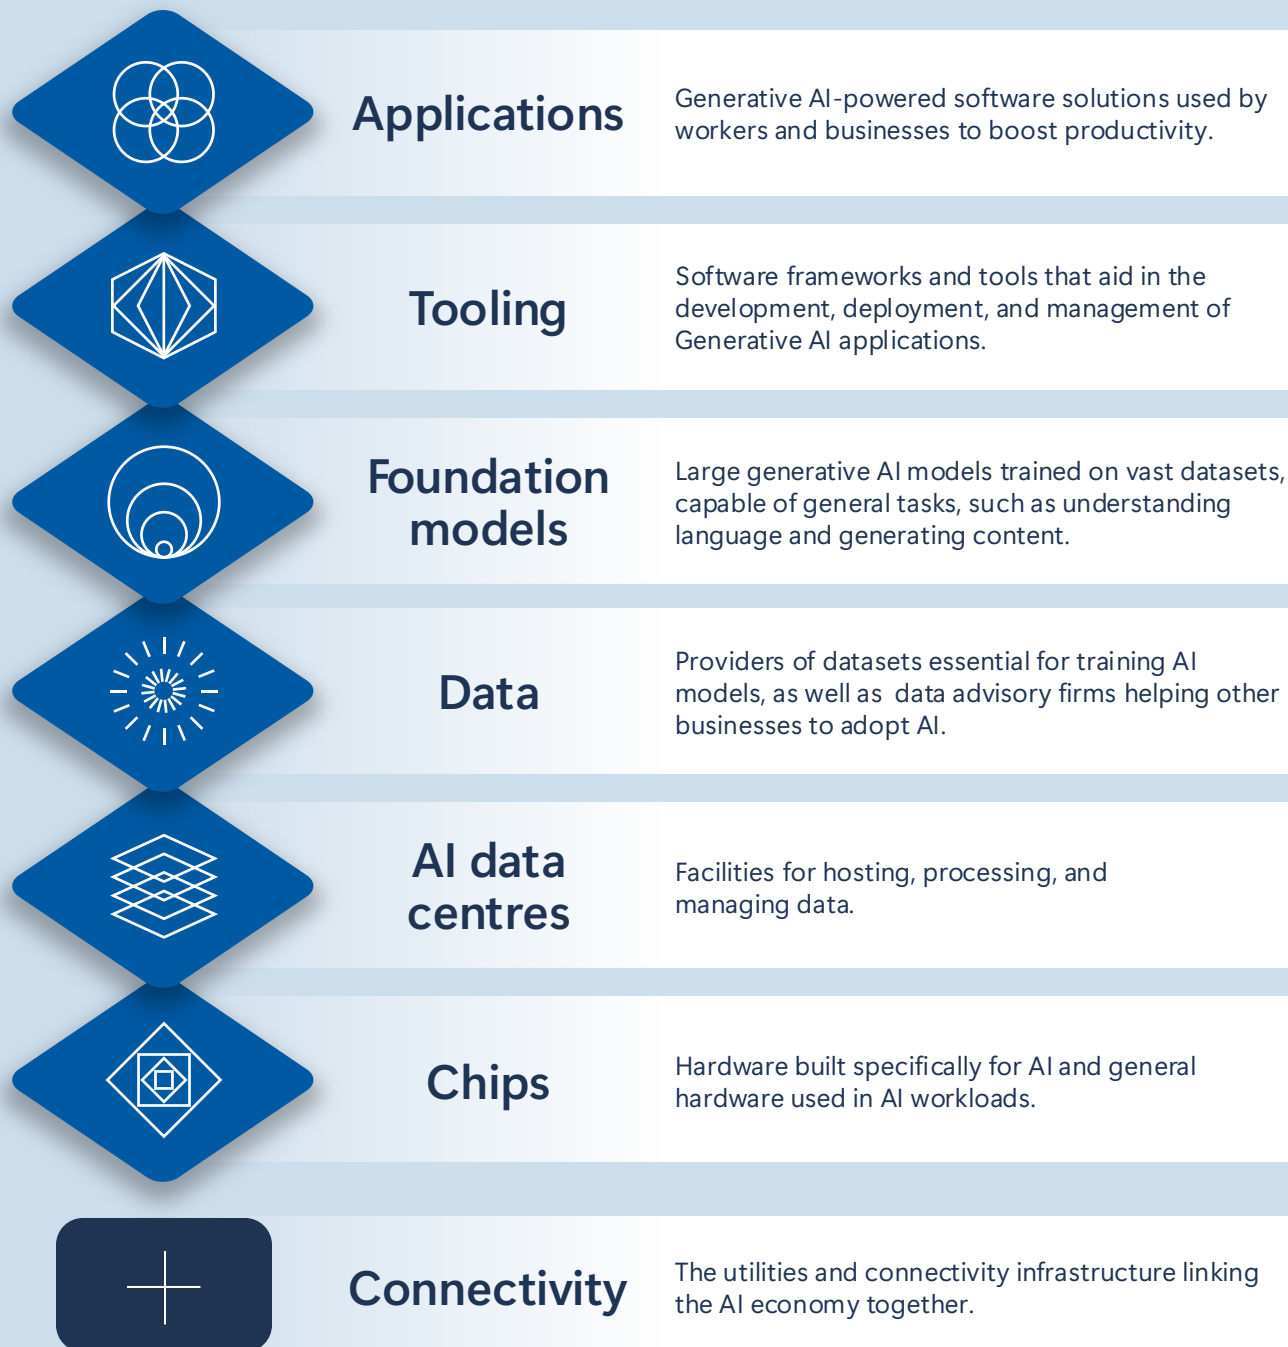 Applications
Generative AI-powered software solutions used by
workers and businesses to boost productivity.
Tooling
Software frameworks and tools that aid in the
development, deployment, and management of
Generative AI applications.
Foundation
models
Large generative AI models trained on vast datasets,
capable of general tasks, such as understanding
language and generating content.
Data
Providers of datasets essential for training AI
models, as well as data advisory firms helping other
businesses to adopt AI.
AI data
centres
Facilities for hosting, processing, and
managing data.
Chips
Hardware built specifically for AI and general
hardware used in AI workloads.
Connectivity
The utilities and connectivity infrastructure linking
the AI economy together.